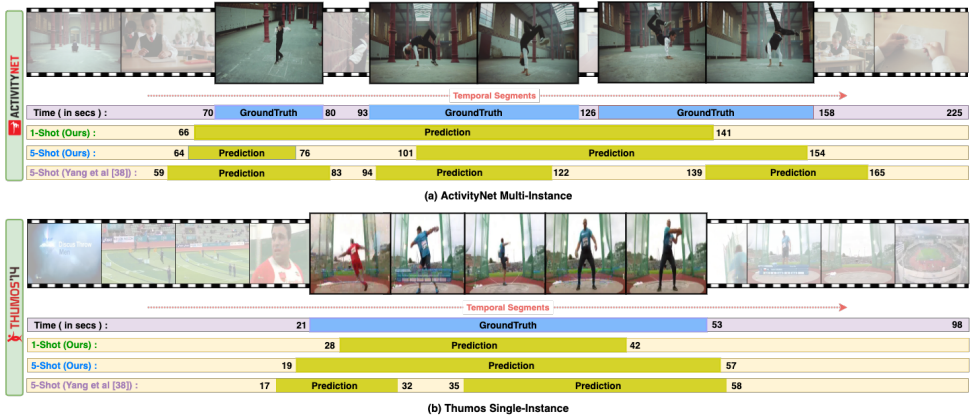 ACTIVITYNET
Temporal Segments
Time ( in secs ) : 70 GroundTruth 80 93 GroundTruth 126 GroundTruth 158 225
1-Shot (Ours) : 66 Prediction 141
5-Shot (Ours) : 64 Prediction 76 101 Prediction 154
5-Shot (Yang et al [38]) : 59 Prediction 83 94 Prediction 122 139 Prediction 165
(a) ActivityNet Multi-Instance
THUMOS14
Temporal Segments
Time ( in secs ) : 21 GroundTruth 53 98
1-Shot (Ours) : 28 Prediction 42
5-Shot (Ours) : 19 Prediction 57
5-Shot (Yang et al [38]) : 17 Prediction 32 35 Prediction 58
(b) Thumos Single-Instance